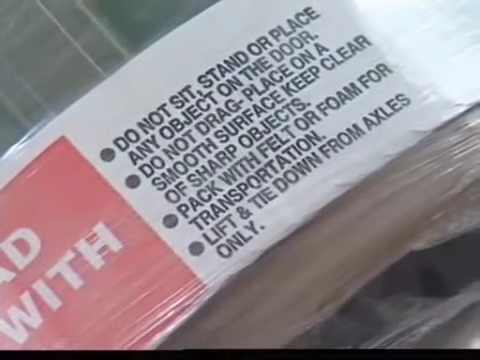 AD
WITH
● DO NOT SIT, STAND OR PLACE
ANY OBJECT ON THE DOOR.
● DO NOT DRAG- PLACE ON A
SMOOTH SURFACE KEEP CLEAR
OF SHARP OBJECTS.
● PACK WITH FELT OR FOAM FOR
TRANSPORTATION.
● LIFT & TIE DOWN FROM AXLES
ONLY.